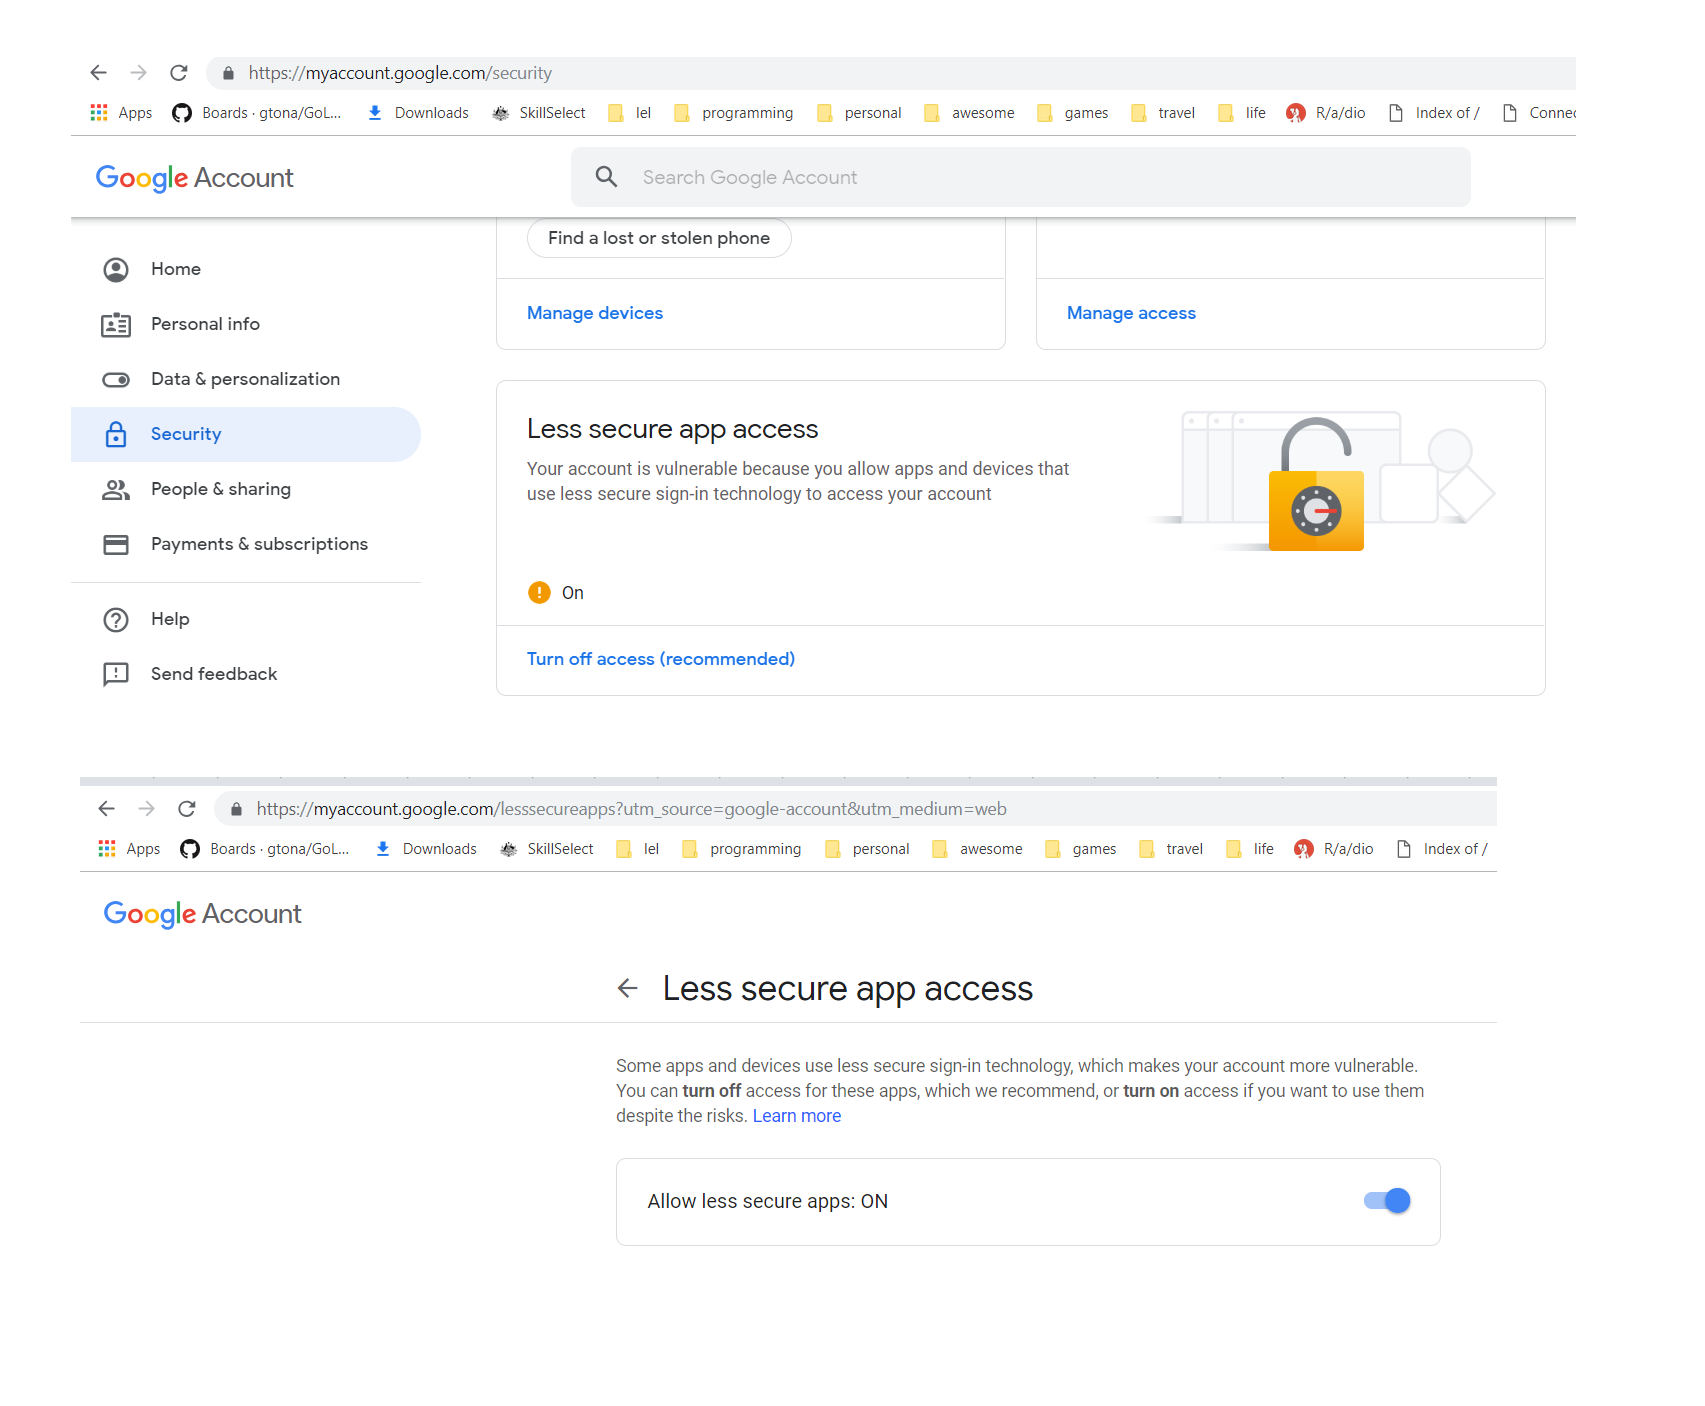 https://myaccount.google.com/security
Apps Boards · gtona/GoL... Downloads SkillSelect lel programming personal awesome games travel life R/a/dio Index of / Connec
Google Account
Search Google Account
Find a lost or stolen phone
Home
Personal info
Manage devices
Manage access
Data & personalization
Security
Less secure app access
Your account is vulnerable because you allow apps and devices that
use less secure sign-in technology to access your account
People & sharing
Payments & subscriptions
On
Help
Turn off access (recommended)
Send feedback
https://myaccount.google.com/lesssecureapps?utm_source=google-account&utm_medium=web
Apps Boards · gtona/GoL... Downloads SkillSelect lel programming personal awesome games travel life R/a/dio Index of /
Google Account
Less secure app access
Some apps and devices use less secure sign-in technology, which makes your account more vulnerable.
You can turn off access for these apps, which we recommend, or turn on access if you want to use them
despite the risks. Learn more
Allow less secure apps: ON